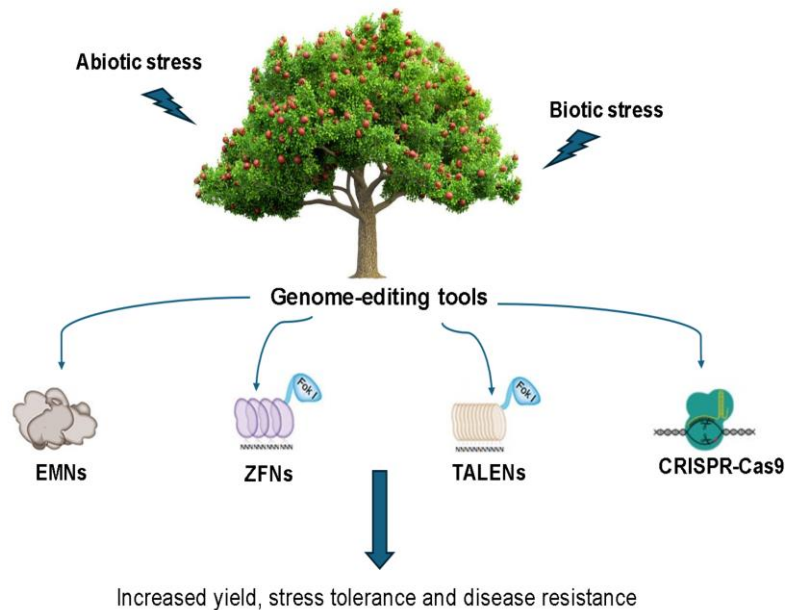 Abiotic stress
Biotic stress
Genome-editing tools
Fok I
Fok I
NNNNNNNNNN
EMNs
ZFNs
TALENs
CRISPR-Cas9
Increased yield, stress tolerance and disease resistance